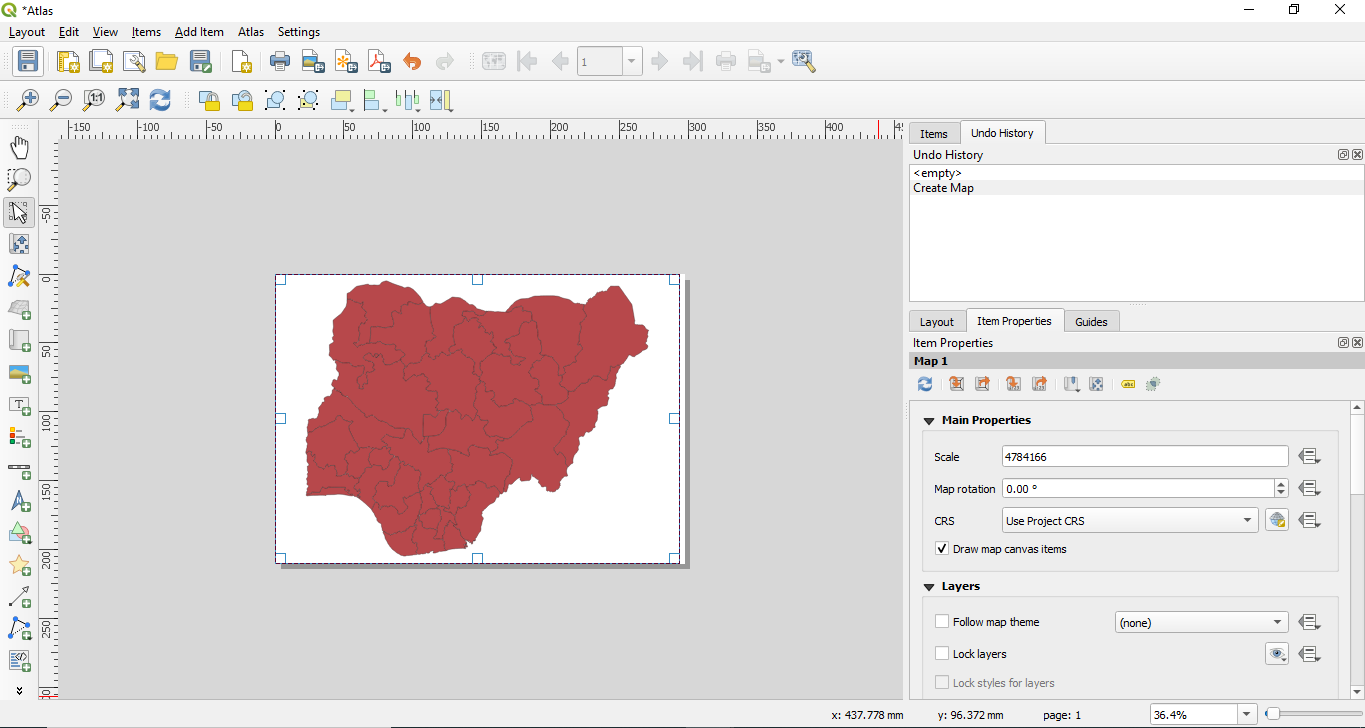 *Atlas
Layout Edit View Items Add Item Atlas Settings
1:1
1
-150 -100 -50 0 50 100 150 200 250 300 350 400 45
-50
0
50
100
150
200
250
Items Undo History
Undo History
<empty>
Create Map
Layout Item Properties Guides
Item Properties
Map 1
abc
Main Properties
Scale 4784166
Map rotation 0.00 °
CRS Use Project CRS
Draw map canvas items
Layers
Follow map theme (none)
Lock layers
Lock styles for layers
x: 437.778 mm y: 96.372 mm page: 1 36.4%